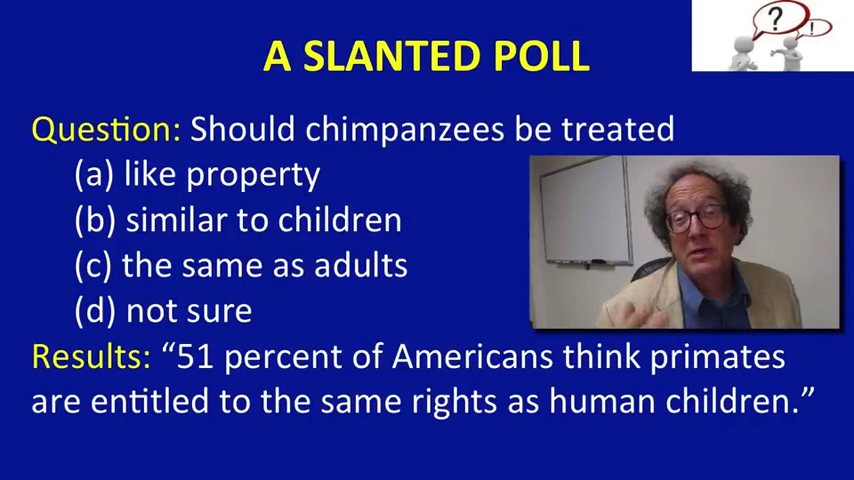 A SLANTED POLL
? !
Question: Should chimpanzees be treated
(a) like property
(b) similar to children
(c) the same as adults
(d) not sure
Results: “51 percent of Americans think primates
are entitled to the same rights as human children.”